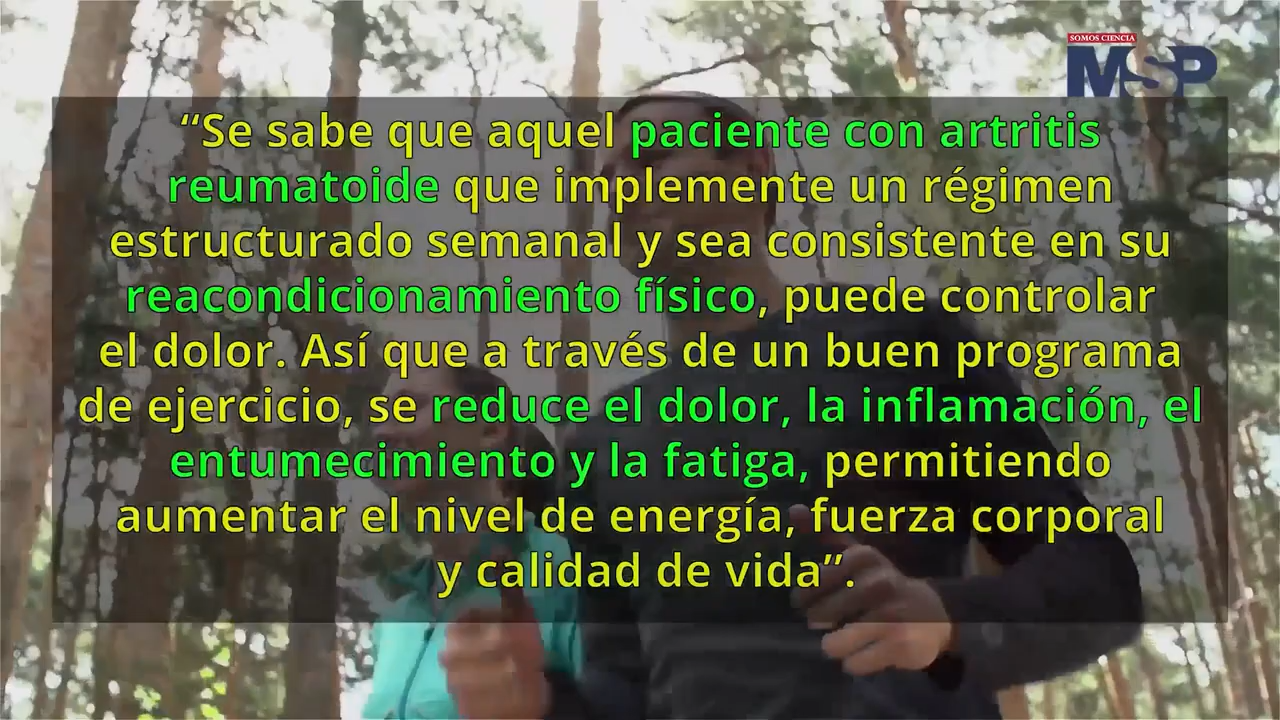 SOMOS CIENCIA
MSP
“Se sabe que aquel paciente con artritis
reumatoide que implemente un régimen
estructurado semanal y sea consistente en su
reacondicionamiento físico, puede controlar
el dolor. Así que a través de un buen programa
de ejercicio, se reduce el dolor, la inflamación, el
entumecimiento y la fatiga, permitiendo
aumentar el nivel de energía, fuerza corporal
y calidad de vida”.